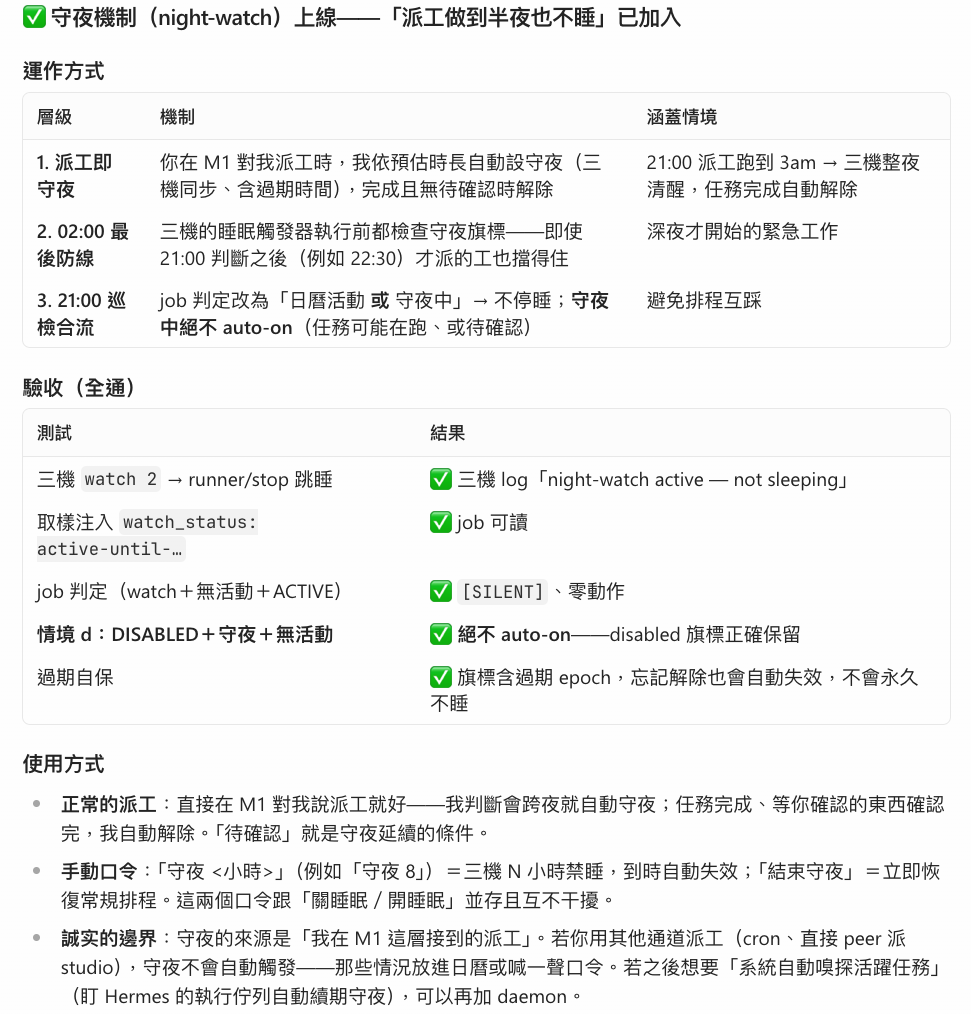 ✅ 守夜機制（night-watch）上線——「派工做到半夜也不睡」已加入
運作方式
層級 機制 涵蓋情境
1. 派工即 你在 M1 對我派工時，我依預估時長自動設守夜（三 21:00 派工跑到 3am → 三機整夜
守夜 機同步、含過期時間），完成且無待確認時解除 清醒，任務完成自動解除
2. 02:00 最 三機的睡眠觸發器執行前都檢查守夜旗標——即使 深夜才開始的緊急工作
後防線 21:00 判斷之後（例如 22:30）才派的工也擋得住
3. 21:00 巡 job 判定改為「日曆活動 或 守夜中」→ 不停睡；守夜 避免排程互踩
檢合流 中絕不 auto-on（任務可能在跑、或待確認）
驗收（全通）
測試 結果
三機 watch 2 → runner/stop 跳睡 ✅ 三機 log「night-watch active — not sleeping」
取樣注入 watch_status: ✅ job 可讀
active-until-…
job 判定（watch＋無活動＋ACTIVE） ✅ [SILENT] 、零動作
情境 d：DISABLED＋守夜＋無活動 ✅ 絕不 auto-on——disabled 旗標正確保留
過期自保 ✅ 旗標含過期 epoch，忘記解除也會自動失效，不會永久
不睡
使用方式
• 正常的派工：直接在 M1 對我說派工就好——我判斷會跨夜就自動守夜；任務完成、等你確認的東西確認
完，我自動解除。「待確認」就是守夜延續的條件。
• 手動口令：「守夜 <小時>」（例如「守夜 8」）＝三機 N 小時禁睡，到時自動失效；「結束守夜」＝立即恢
復常規排程。這兩個口令跟「關睡眠 / 開睡眠」並存且互不干擾。
• 誠实的邊界：守夜的來源是「我在 M1 這層接到的派工」。若你用其他通道派工（cron、直接 peer 派
studio），守夜不會自動觸發——那些情況放進日曆或喊一聲口令。若之後想要「系統自動嗅探活躍任務」
（盯 Hermes 的執行佇列自動續期守夜），可以再加 daemon。